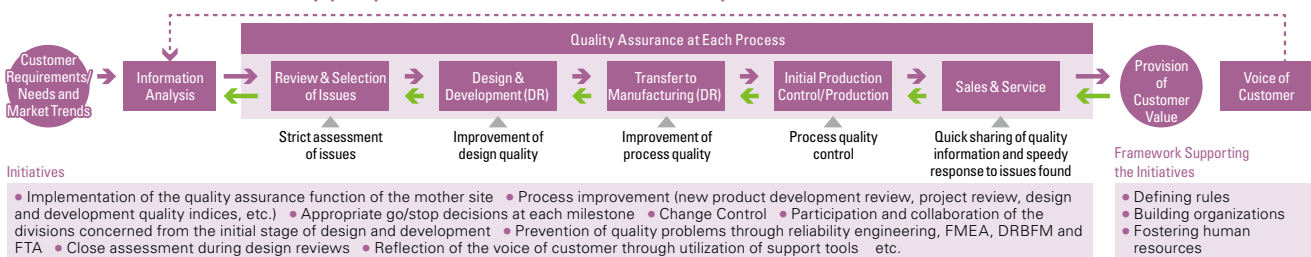 Quality Assurance at Each Process
Customer
Requirements/
Needs and
Market Trends
Information
Analysis
Review & Selection
of Issues
Design &
Development (DR)
Transfer to
Manufacturing (DR)
Initial Production
Control/Production
Sales & Service
Provision
of
Customer
Value
Voice of
Customer
Strict assessment
of issues
Improvement of
design quality
Improvement of
process quality
Process quality
control
Quick sharing of quality
information and speedy
response to issues found
Initiatives
● Implementation of the quality assurance function of the mother site ● Process improvement (new product development review, project review, design
and development quality indices, etc.) ● Appropriate go/stop decisions at each milestone ● Change Control ● Participation and collaboration of the
divisions concerned from the initial stage of design and development ● Prevention of quality problems through reliability engineering, FMEA, DRBFM and
FTA ● Close assessment during design reviews ● Reflection of the voice of customer through utilization of support tools etc.
Framework Supporting
the Initiatives
● Defining rules
● Building organizations
● Fostering human
resources